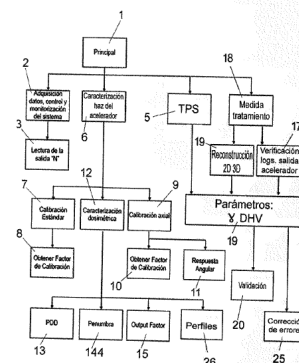 1
Principal
2
Adquisición
datos, control y
monitorización
del sistema
6
Caracterización
haz del
acelerador
5
TPS
18
Medida
tratamiento
3
Lectura de la
salida "N"
19
Reconstrucción
2D 3D
17
Verificación
logs. salida
acelerador
7
Calibración
Estándar
12
Caracterización
dosimétrica
9
Calibración axial
Parámetros:
Ɣ DHV
19
8
Obtener Factor
de Calibración
10
Obtener Factor
de Calibración
11
Respuesta
Angular
Validación
20
Corrección
de errore
25
PDD
13
Penumbra
144
Output Factor
15
Perfiles
26